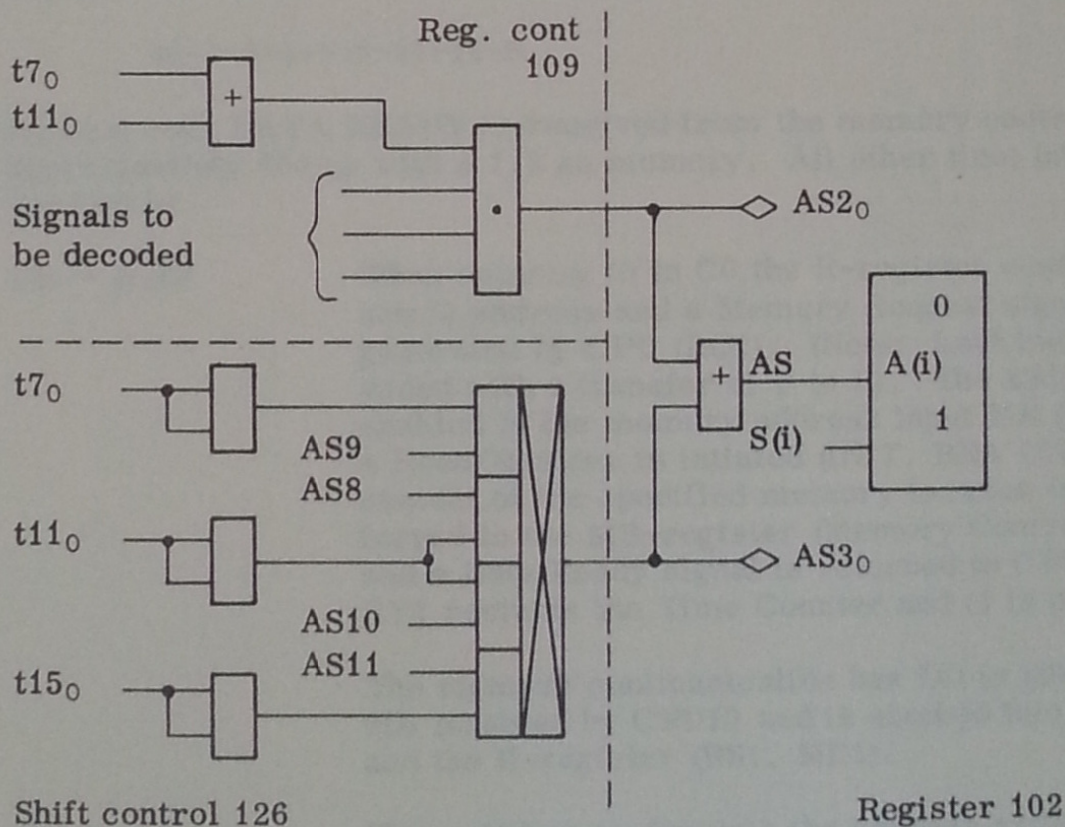 Reg. cont
109
t7₀
t11₀
+
Signals to
be decoded
.
AS2₀
0
A(i)
1
+
AS
S(i)
t7₀
AS9
AS8
t11₀
AS3₀
AS10
AS11
t15₀
Shift control 126
Register 102